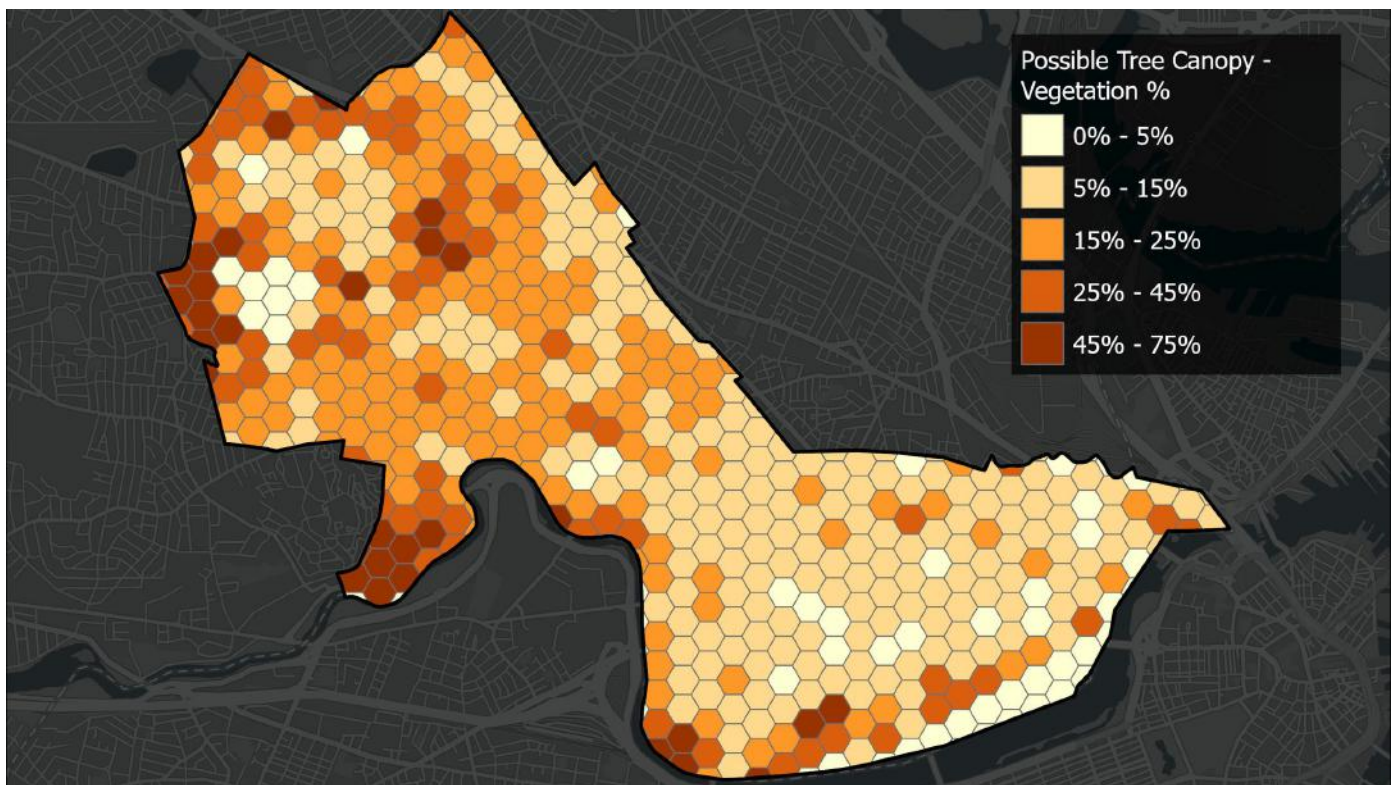 Possible Tree Canopy -
Vegetation %
0% - 5%
5% - 15%
15% - 25%
25% - 45%
45% - 75%